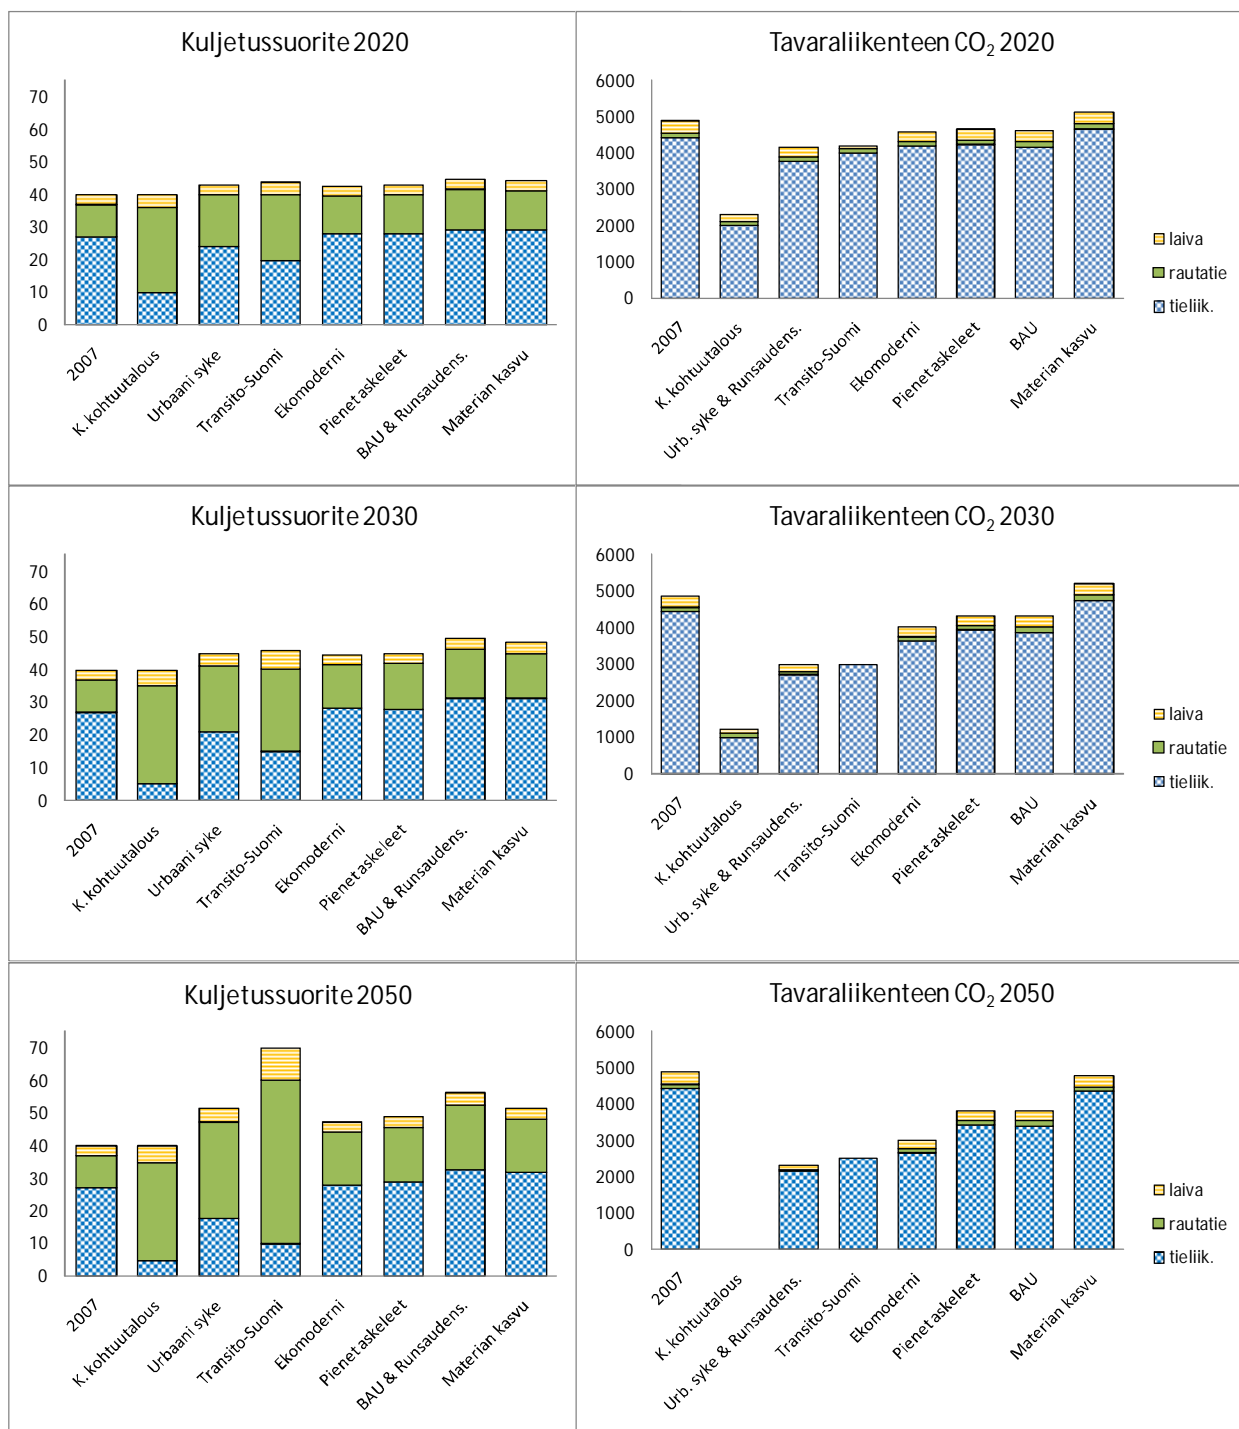 Kuljetussuorite 2020
70
60
50
40
30
20
10
0
2007
K. kohtuutalous
Urbaani syke
Transito-Suomi
Ekomoderni
Pienet askeleet
BAU & Runsaudens.
Materian kasvu
Tavaraliikenteen CO₂ 2020
6000
5000
4000
3000
2000
1000
0
2007
K. kohtuutalous
Urb. syke & Runsaudens.
Transito-Suomi
Ekomoderni
Pienet askeleet
BAU
Materian kasvu
laiva
rautatie
tieliik.
Kuljetussuorite 2030
70
60
50
40
30
20
10
0
2007
K. kohtuutalous
Urbaani syke
Transito-Suomi
Ekomoderni
Pienet askeleet
BAU & Runsaudens.
Materian kasvu
Tavaraliikenteen CO₂ 2030
6000
5000
4000
3000
2000
1000
0
2007
K. kohtuutalous
Urb. syke & Runsaudens.
Transito-Suomi
Ekomoderni
Pienet askeleet
BAU
Materian kasvu
laiva
rautatie
tieliik.
Kuljetussuorite 2050
70
60
50
40
30
20
10
0
2007
K. kohtuutalous
Urbaani syke
Transito-Suomi
Ekomoderni
Pienet askeleet
BAU & Runsaudens.
Materian kasvu
Tavaraliikenteen CO₂ 2050
6000
5000
4000
3000
2000
1000
0
2007
K. kohtuutalous
Urb. syke & Runsaudens.
Transito-Suomi
Ekomoderni
Pienet askeleet
BAU
Materian kasvu
laiva
rautatie
tieliik.